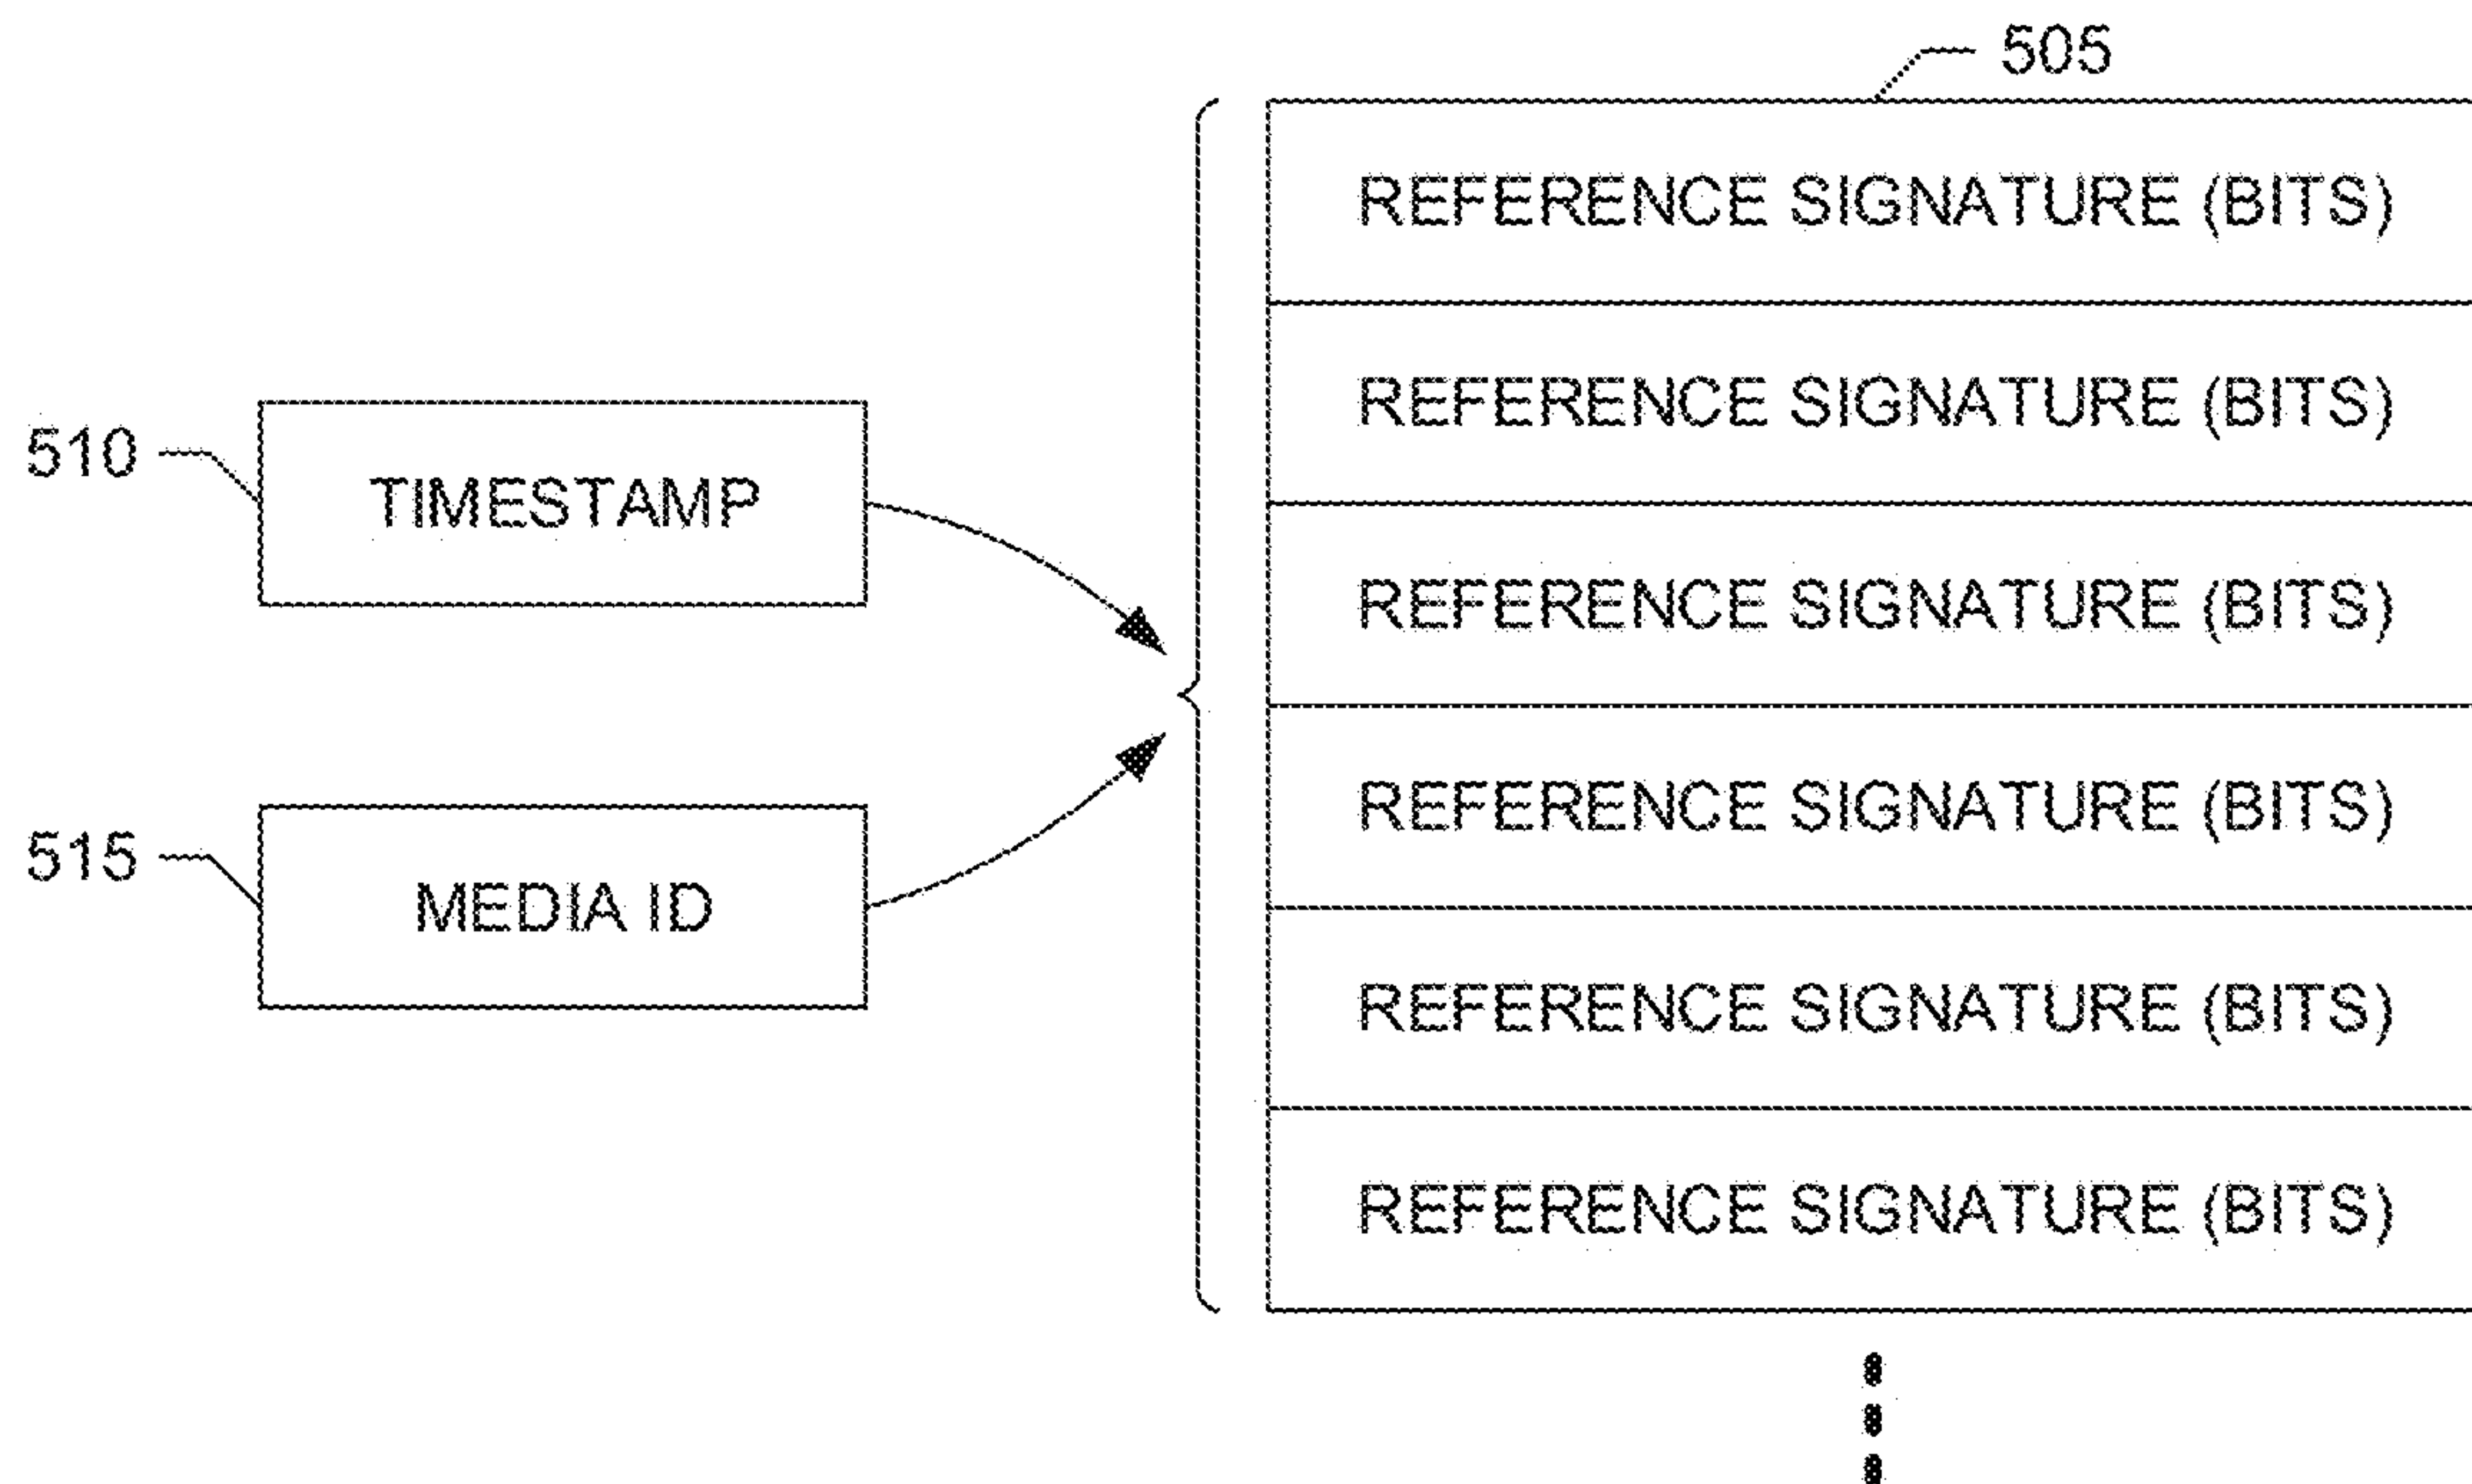 505
REFERENCE SIGNATURE (BITS)
REFERENCE SIGNATURE (BITS)
510
TIMESTAMP
REFERENCE SIGNATURE (BITS)
REFERENCE SIGNATURE (BITS)
515
MEDIA ID
REFERENCE SIGNATURE (BITS)
REFERENCE SIGNATURE (BITS)